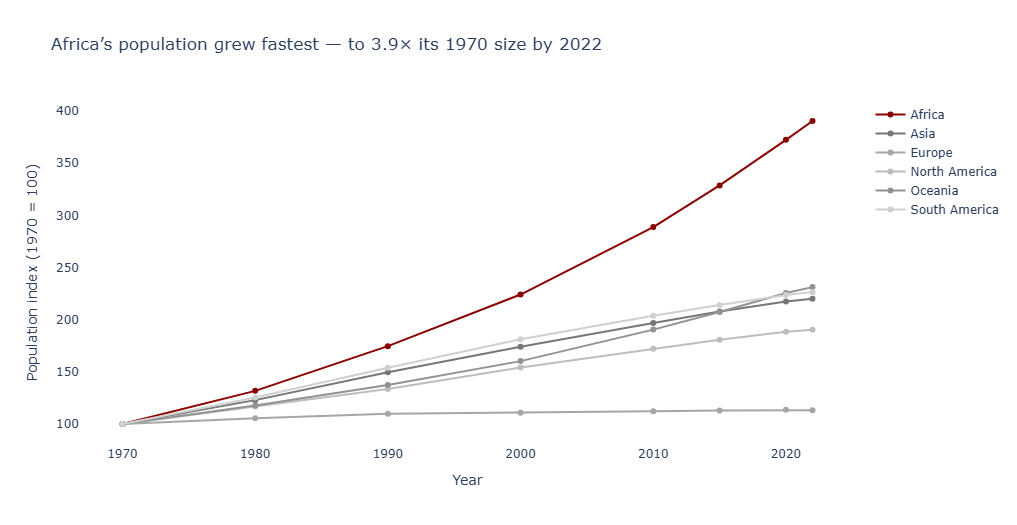 Africa’s population grew fastest — to 3.9× its 1970 size by 2022
Population index (1970 = 100)
400
350
300
250
200
150
100
1970 1980 1990 2000 2010 2020
Year
Africa
Asia
Europe
North America
Oceania
South America